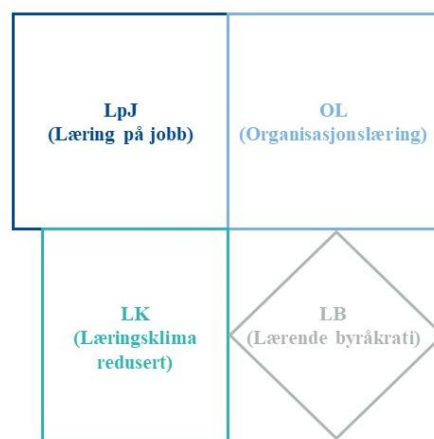 LpJ
(Læring på jobb)
OL
(Organisasjonslæring)
LK
(Læringsklima
redusert)
LB
(Lærende byråkrati)